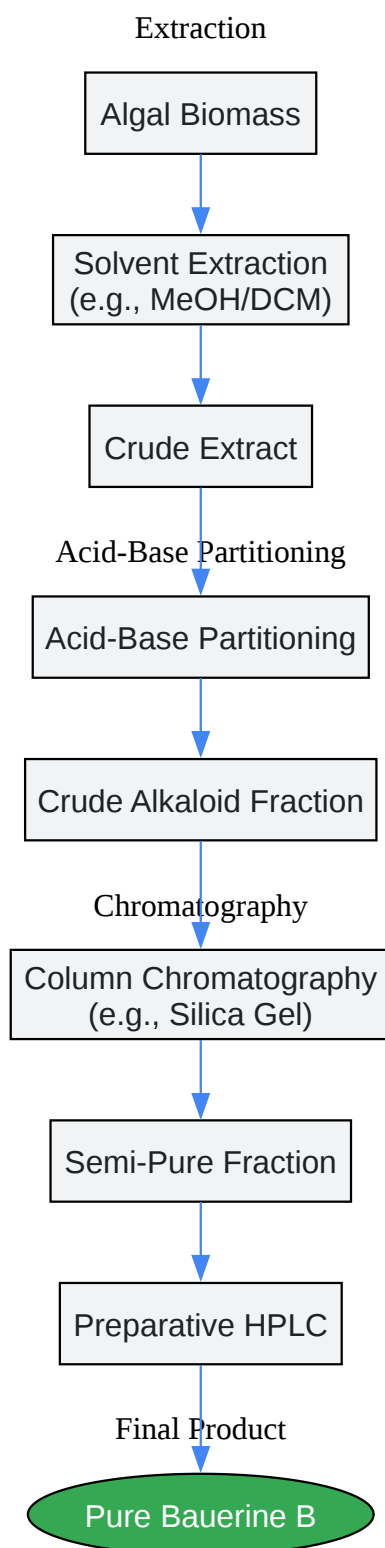 Extraction
Algal Biomass
Solvent Extraction
(e.g., MeOH/DCM)
Crude Extract
Acid-Base Partitioning
Acid-Base Partitioning
Crude Alkaloid Fraction
Chromatography
Column Chromatography
(e.g., Silica Gel)
Semi-Pure Fraction
Preparative HPLC
Final Product
Pure Bauerine B